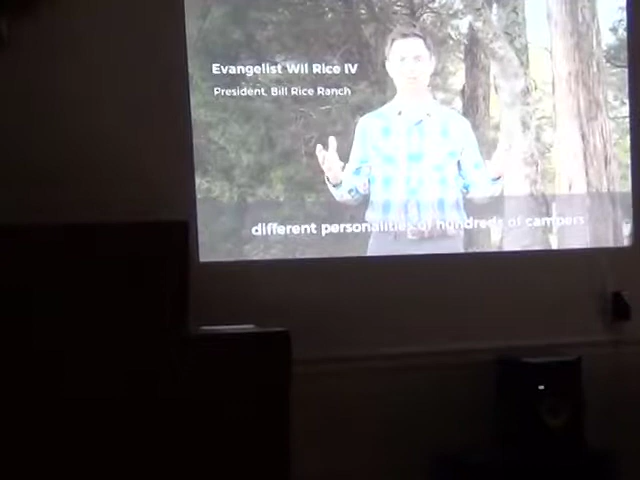 Evangelist Wil Rice IV
President, Bill Rice Ranch
different personalities of hundreds of campers